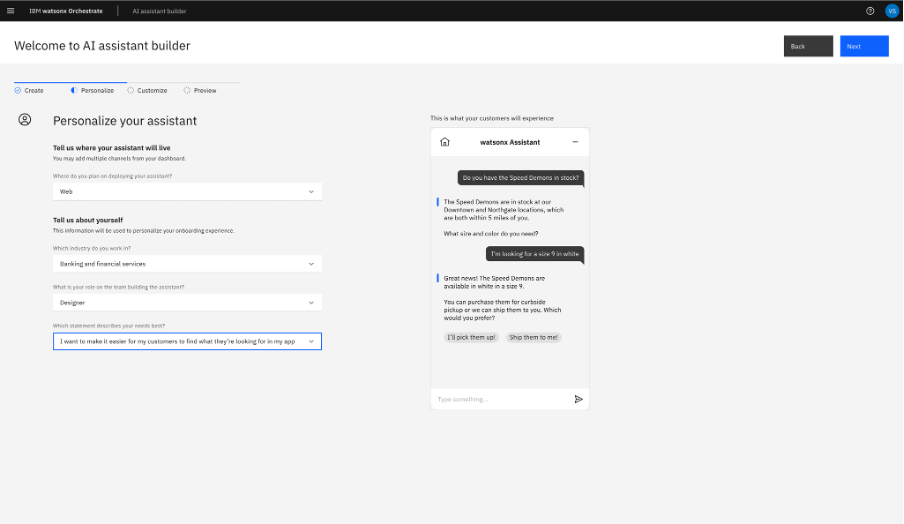 IBM watsonx Orchestrate
AI assistant builder
VS
Welcome to AI assistant builder
Back
Next
Create
Personalize
Customize
Preview
Personalize your assistant
Tell us where your assistant will live
You may add multiple channels from your dashboard.
Where do you plan on deploying your assistant?
Web
Tell us about yourself
This information will be used to personalize your onboarding experience.
Which industry do you work in?
Banking and financial services
What is your role on the team building the assistant?
Designer
Which statement describes your needs best?
I want to make it easier for my customers to find what they're looking for in my app
This is what your customers will experience
watsonx Assistant
Do you have the Speed Demons in stock?
The Speed Demons are in stock at our
Downtown and Northgate locations, which
are both within 5 miles of you.
What size and color do you need?
I'm looking for a size 9 in white
Great news! The Speed Demons are
available in white in a size 9.
You can purchase them for curbside
pickup or we can ship them to you. Which
would you prefer?
I'll pick them up!
Ship them to me!
Type something...